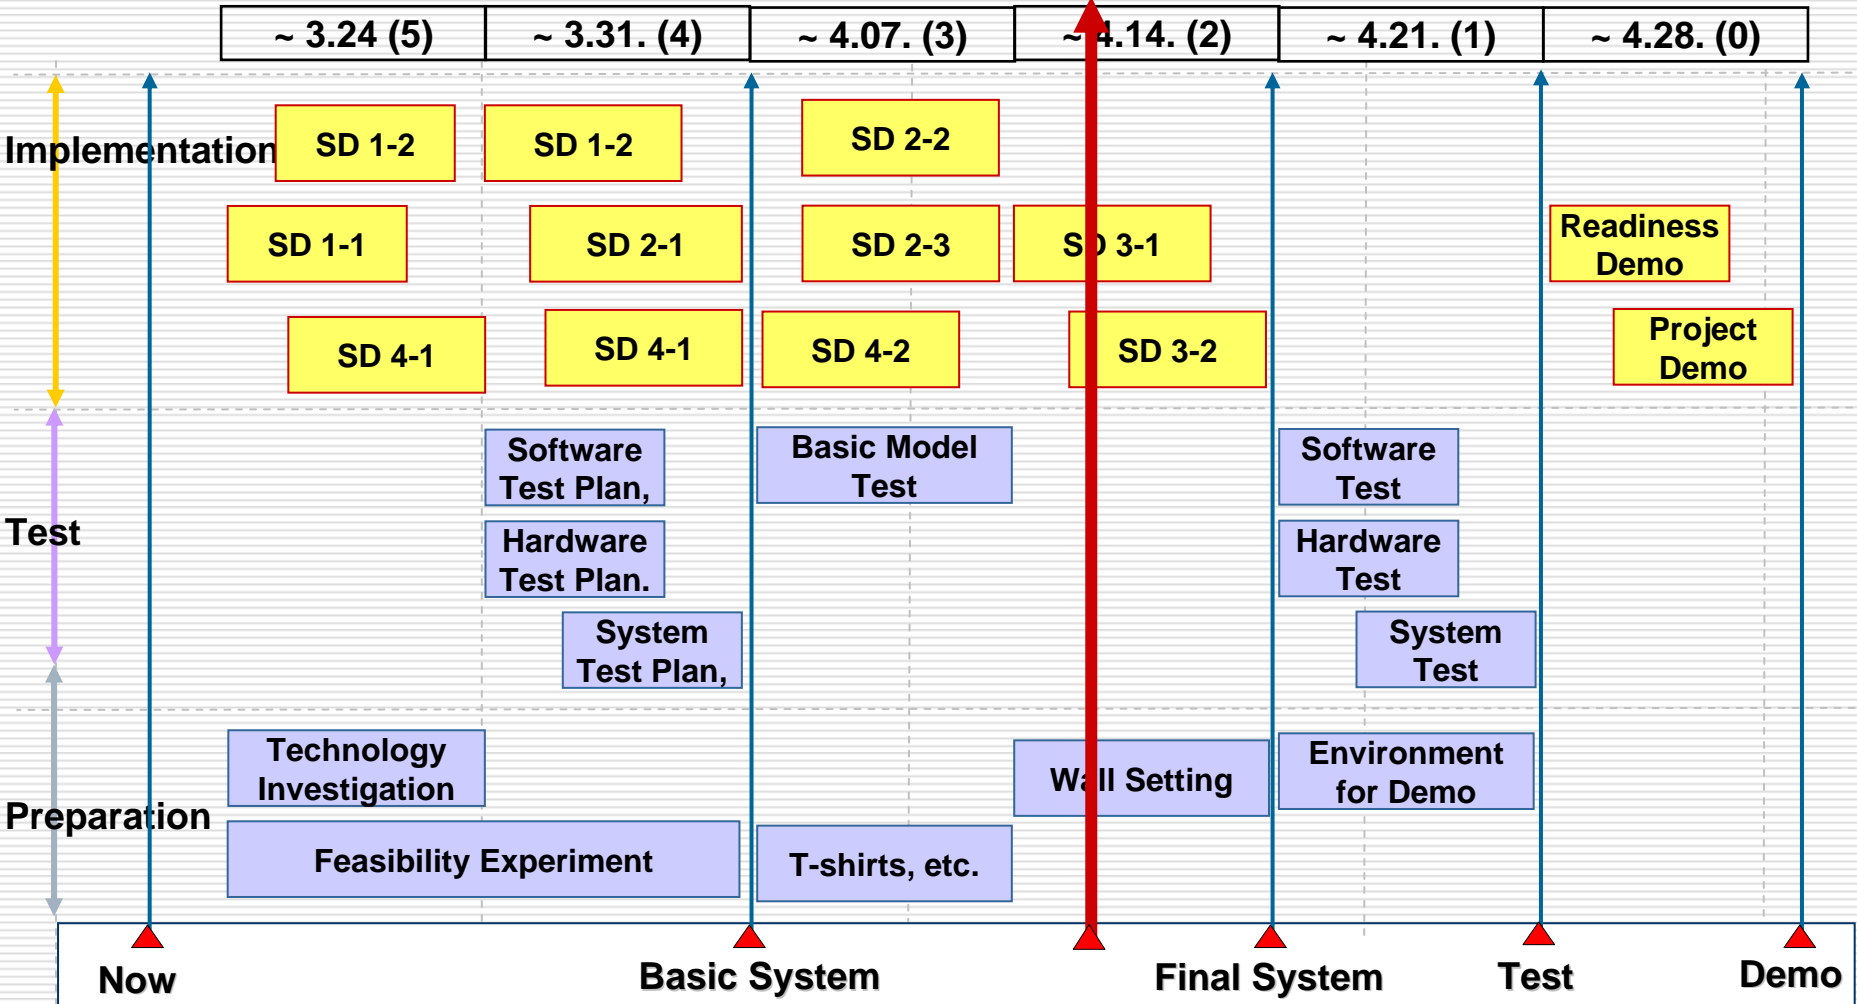 ~ 3.24 (5)
~ 3.31. (4)
~ 4.07. (3)
~ 4.14. (2)
~ 4.21. (1)
~ 4.28. (0)
Implementation
SD 1-2
SD 1-2
SD 2-2
SD 1-1
SD 2-1
SD 2-3
SD 3-1
Readiness
Demo
SD 4-1
SD 4-1
SD 4-2
SD 3-2
Project
Demo
Test
Software
Test Plan,
Basic Model
Test
Software
Test
Hardware
Test Plan.
Hardware
Test
System
Test Plan,
System
Test
Preparation
Technology
Investigation
Wall Setting
Environment
for Demo
Feasibility Experiment
T-shirts, etc.
Now
Basic System
Final System
Test
Demo